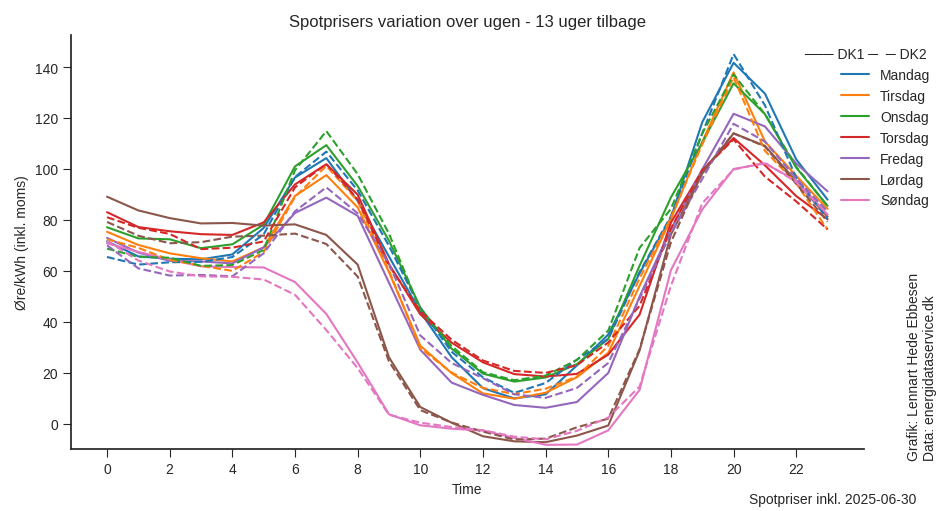 Spotprisers variation over ugen - 13 uger tilbage
DK1 DK2
Mandag
Tirsdag
Onsdag
Torsdag
Fredag
Lørdag
Søndag
Øre/kWh (inkl. moms)
140
120
100
80
60
40
20
0
0 2 4 6 8 10 12 14 16 18 20 22
Time
Grafik: Lennart Hede Ebbesen
Data: energidataservice.dk
Spotpriser inkl. 2025-06-30